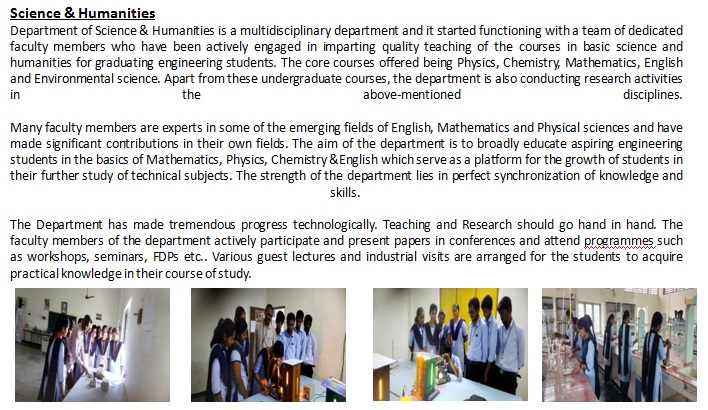 Science & Humanities
Department of Science & Humanities is a multidisciplinary department and it started functioning with a team of dedicated
faculty members who have been actively engaged in imparting quality teaching of the courses in basic science and
humanities for graduating engineering students. The core courses offered being Physics, Chemistry, Mathematics, English
and Environmental science. Apart from these undergraduate courses, the department is also conducting research activities
in the above-mentioned disciplines.
Many faculty members are experts in some of the emerging fields of English, Mathematics and Physical sciences and have
made significant contributions in their own fields. The aim of the department is to broadly educate aspiring engineering
students in the basics of Mathematics, Physics, Chemistry &English which serve as a platform for the growth of students in
their further study of technical subjects. The strength of the department lies in perfect synchronization of knowledge and
skills.
The Department has made tremendous progress technologically. Teaching and Research should go hand in hand. The
faculty members of the department actively participate and present papers in conferences and attend programmes such
as workshops, seminars, FDPs etc.. Various guest lectures and industrial visits are arranged for the students to acquire
practical knowledge in their course of study.